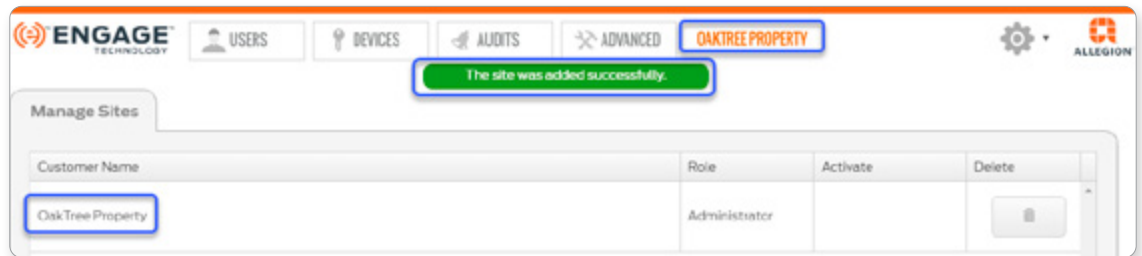 ENGAGE
TECHNOLOGY
USERS
DEVICES
AUDITS
ADVANCED
OAKTREE PROPERTY
ALLEGION
The site was added successfully.
Manage Sites
Customer Name Role Activate Delete
OakTree Property Administrator